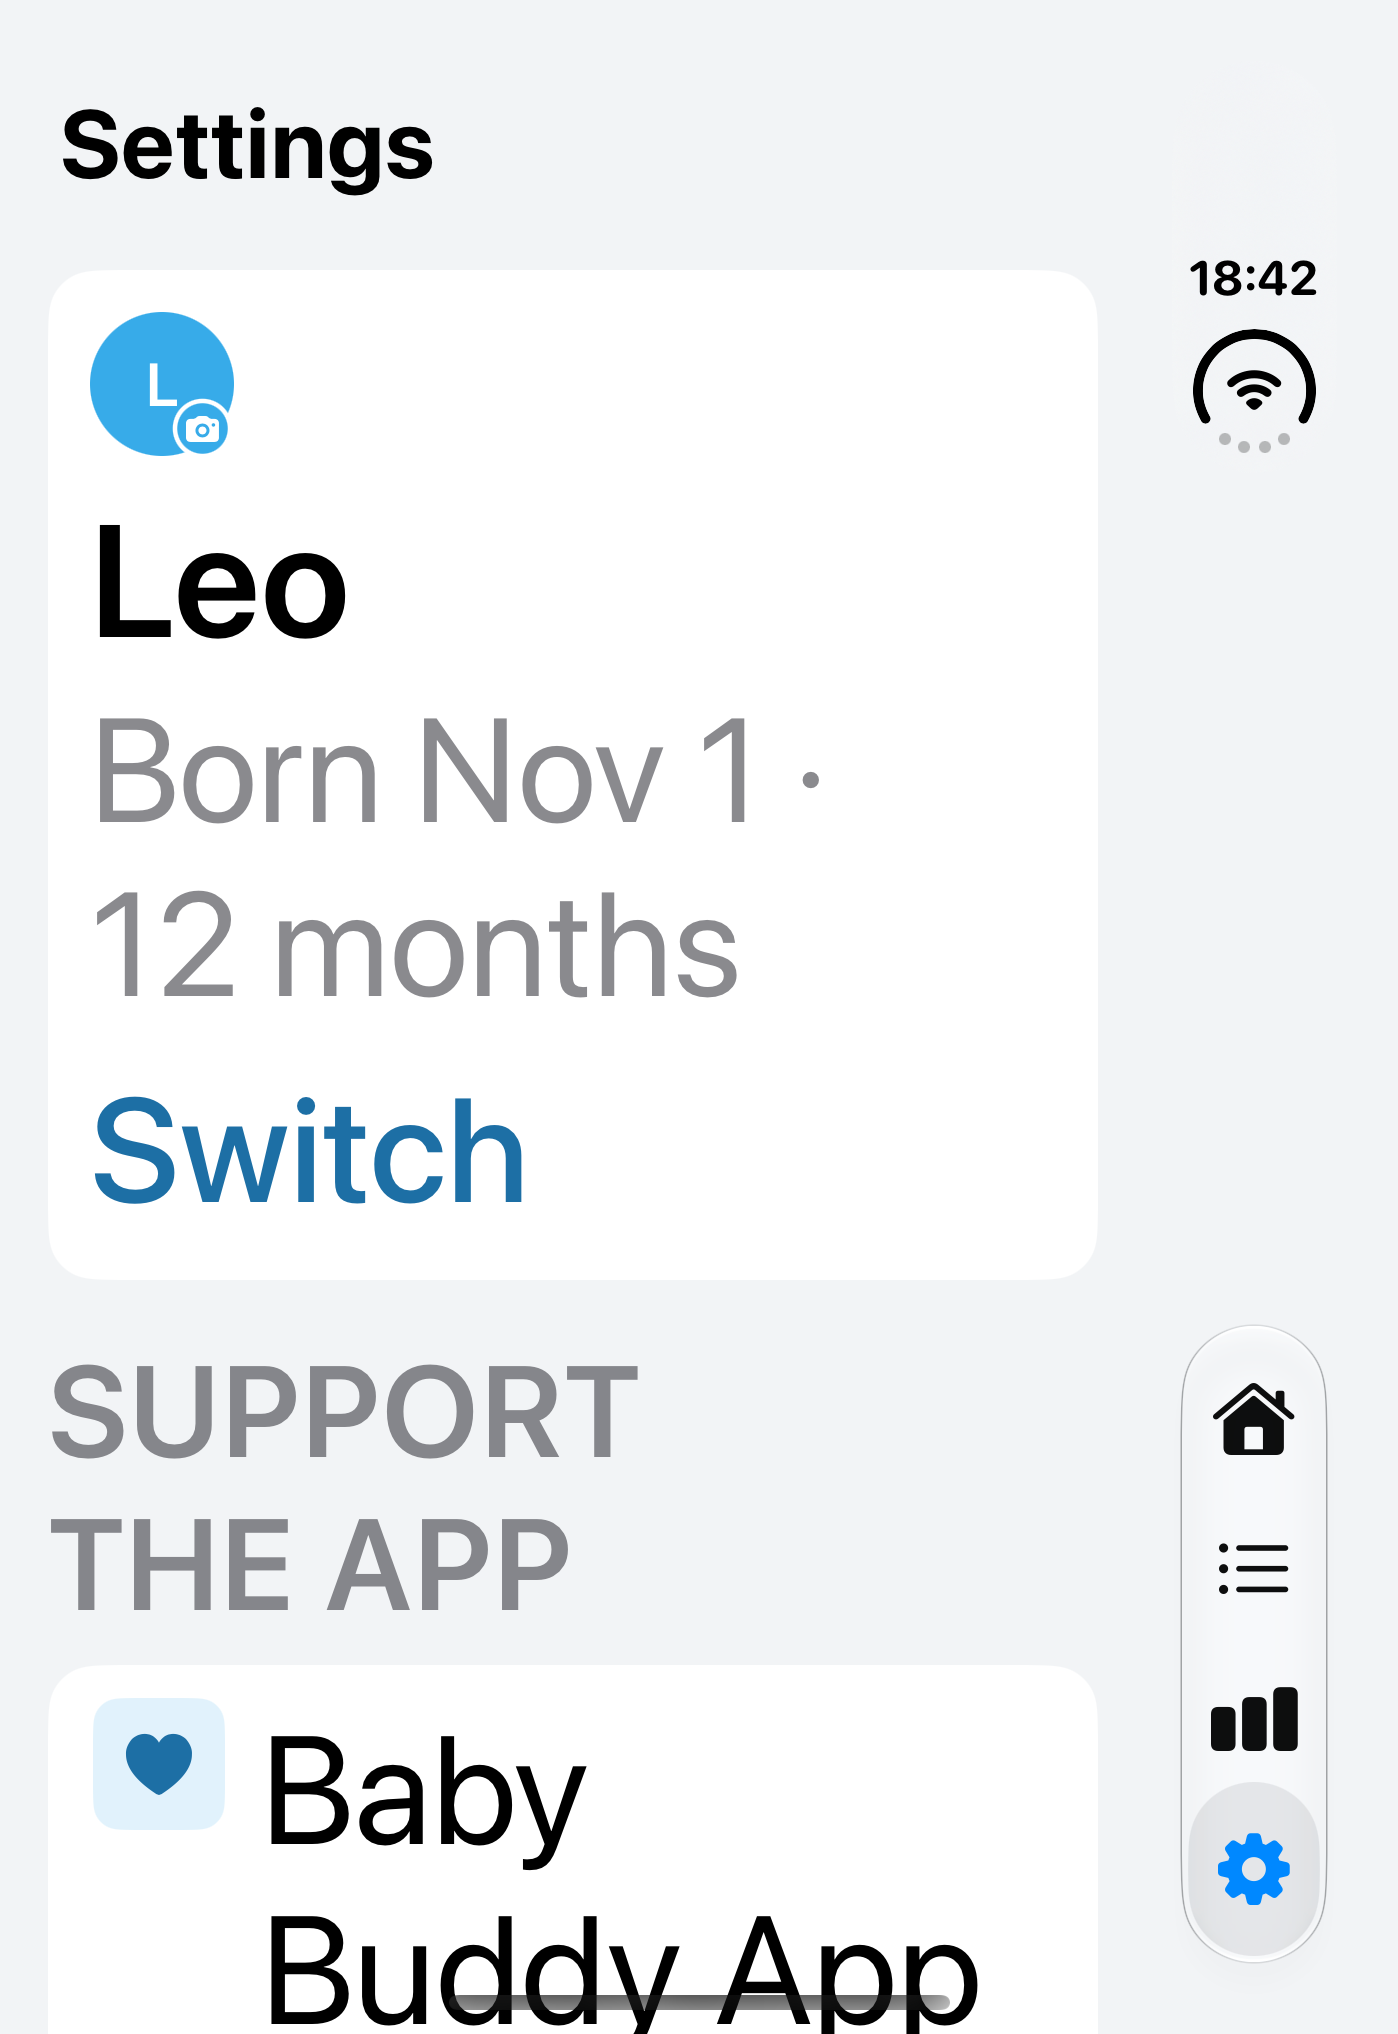 Settings
18:42
L
Leo
Born Nov 1 ·
12 months
Switch
SUPPORT
THE APP
Baby
Buddy App